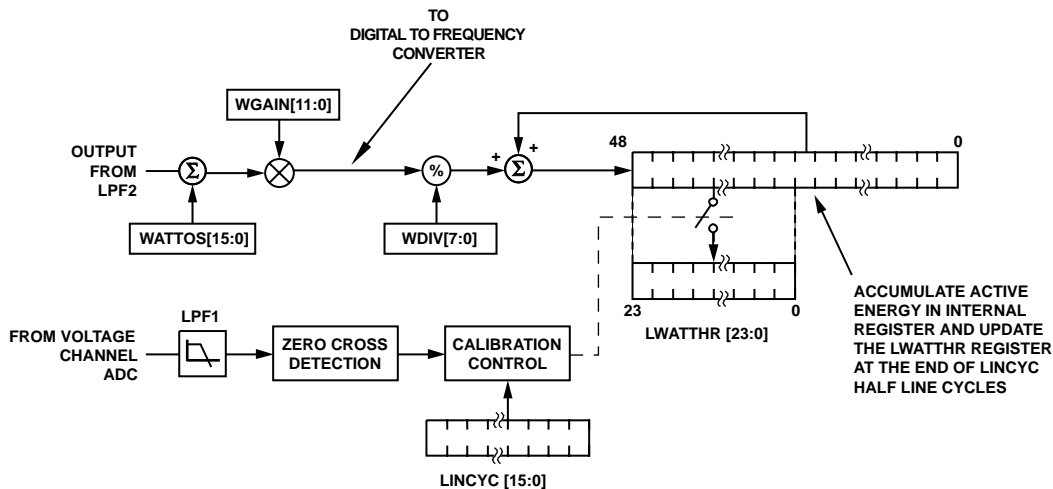 TO
DIGITAL TO FREQUENCY
CONVERTER
WGAIN[11:0]
OUTPUT
FROM
LPF2
Σ
%
+
+
Σ
48
0
WATTOS[15:0]
WDIV[7:0]
23
0
LWATTHR [23:0]
ACCUMULATE ACTIVE
ENERGY IN INTERNAL
REGISTER AND UPDATE
THE LWATTHR REGISTER
AT THE END OF LINCYC
HALF LINE CYCLES
FROM VOLTAGE
CHANNEL
ADC
LPF1
ZERO CROSS
DETECTION
CALIBRATION
CONTROL
LINCYC [15:0]